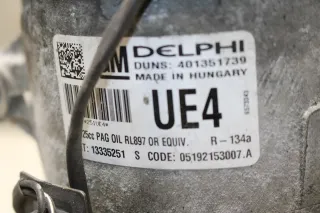 GM DELPHI
DUNS: 401351739
MADE IN HUNGARY
UE4
25cc PAG OIL RL897 OR EQUIV. R-134a
T: 13335251 S CODE: 05192153007.A